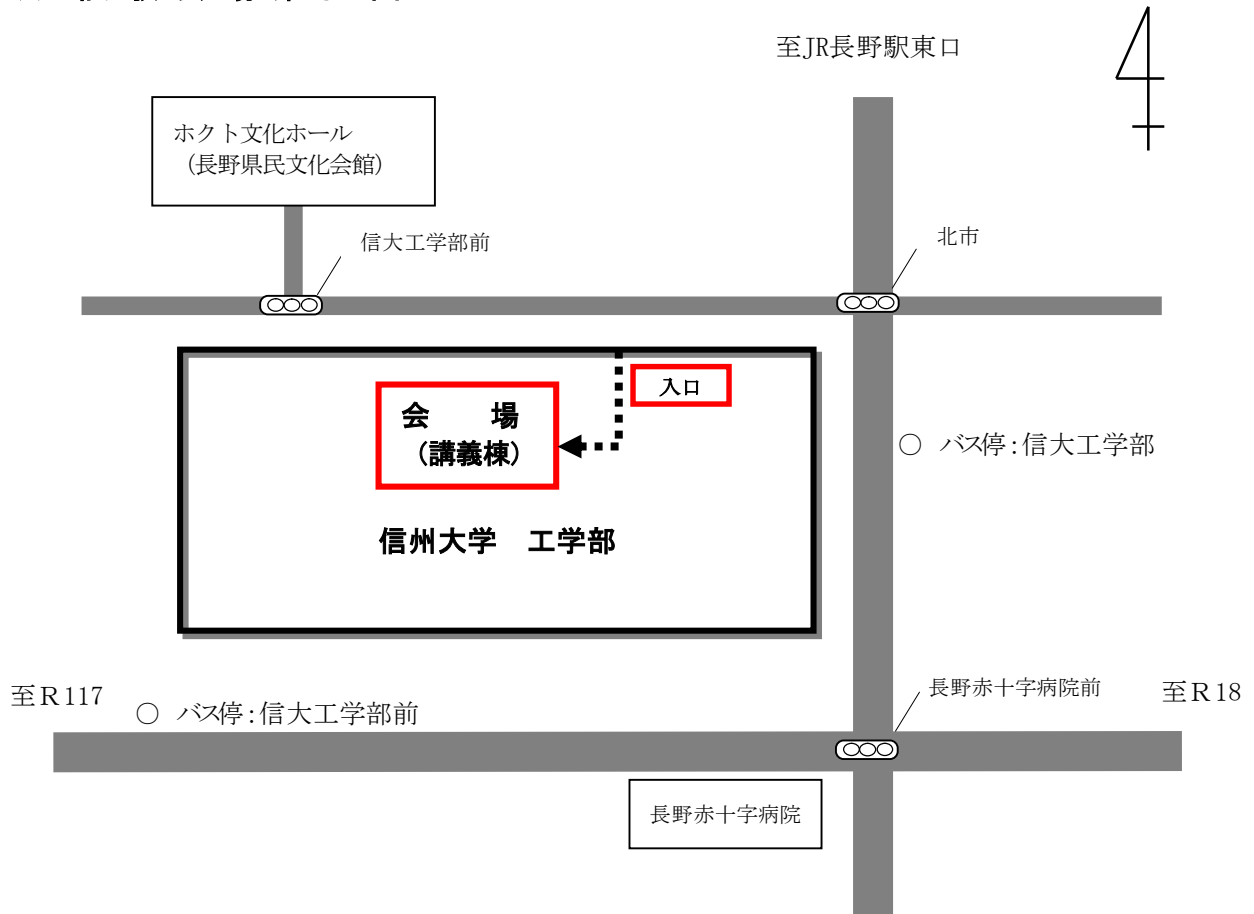 至JR長野駅東口
ホクト文化ホール
(長野県民文化会館)
信大工学部前
北市
入口
会　場
(講義棟)
○ バス停:信大工学部
信州大学　工学部
長野赤十字病院前
至R117
至R18
○ バス停:信大工学部前
長野赤十字病院